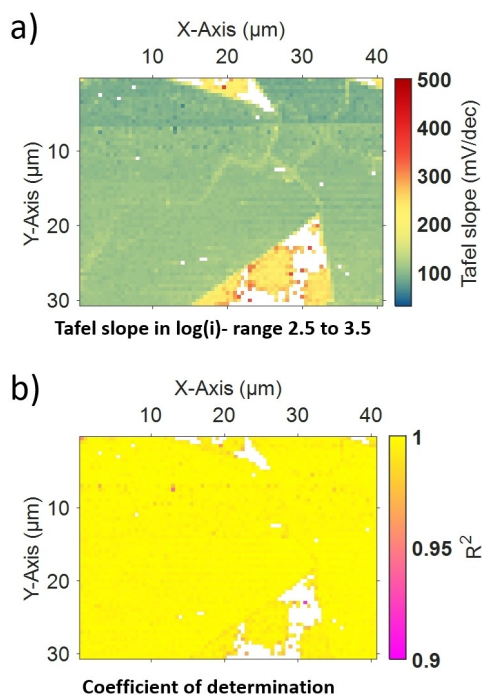 a)
X-Axis (µm)
10 20 30 40
Y-Axis (µm)
10
20
30
500
400
300
200
100
Tafel slope (mV/dec)
Tafel slope in log(i)- range 2.5 to 3.5
b)
X-Axis (µm)
10 20 30 40
Y-Axis (µm)
10
20
30
1
0.95
0.9
R²
Coefficient of determination